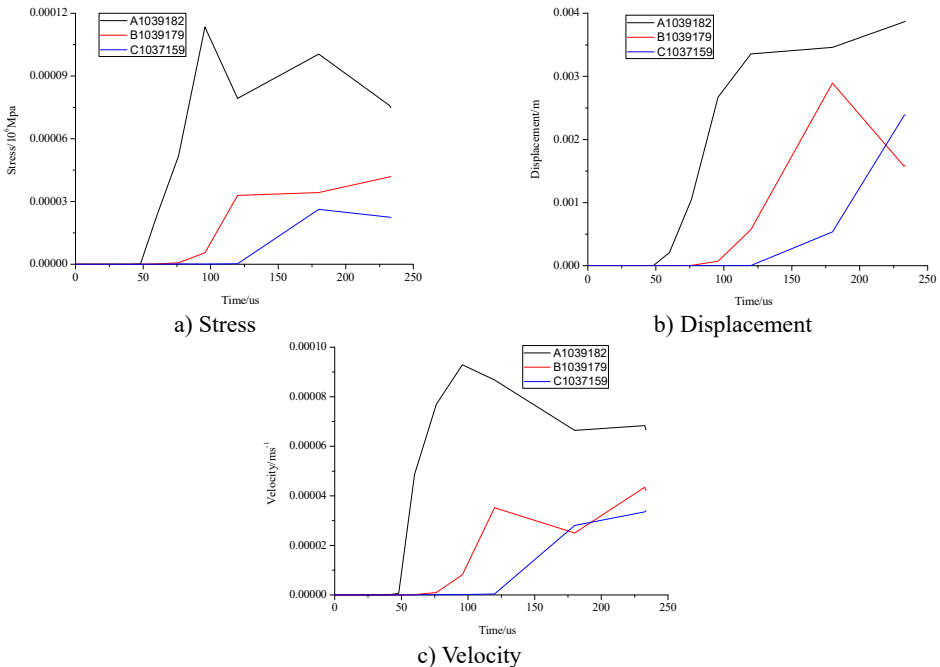 0.00012
0.00009
0.00006
0.00003
0.00000
Stress/10⁶Mpa
A1039182
B1039179
C1037159
0 50 100 150 200 250
Time/us
a) Stress
0.004
0.003
0.002
0.001
0.000
Displacement/m
A1039182
B1039179
C1037159
0 50 100 150 200 250
Time/us
b) Displacement
0.00010
0.00008
0.00006
0.00004
0.00002
0.00000
Velocity/ms⁻¹
A1039182
B1039179
C1037159
0 50 100 150 200 250
Time/us
c) Velocity